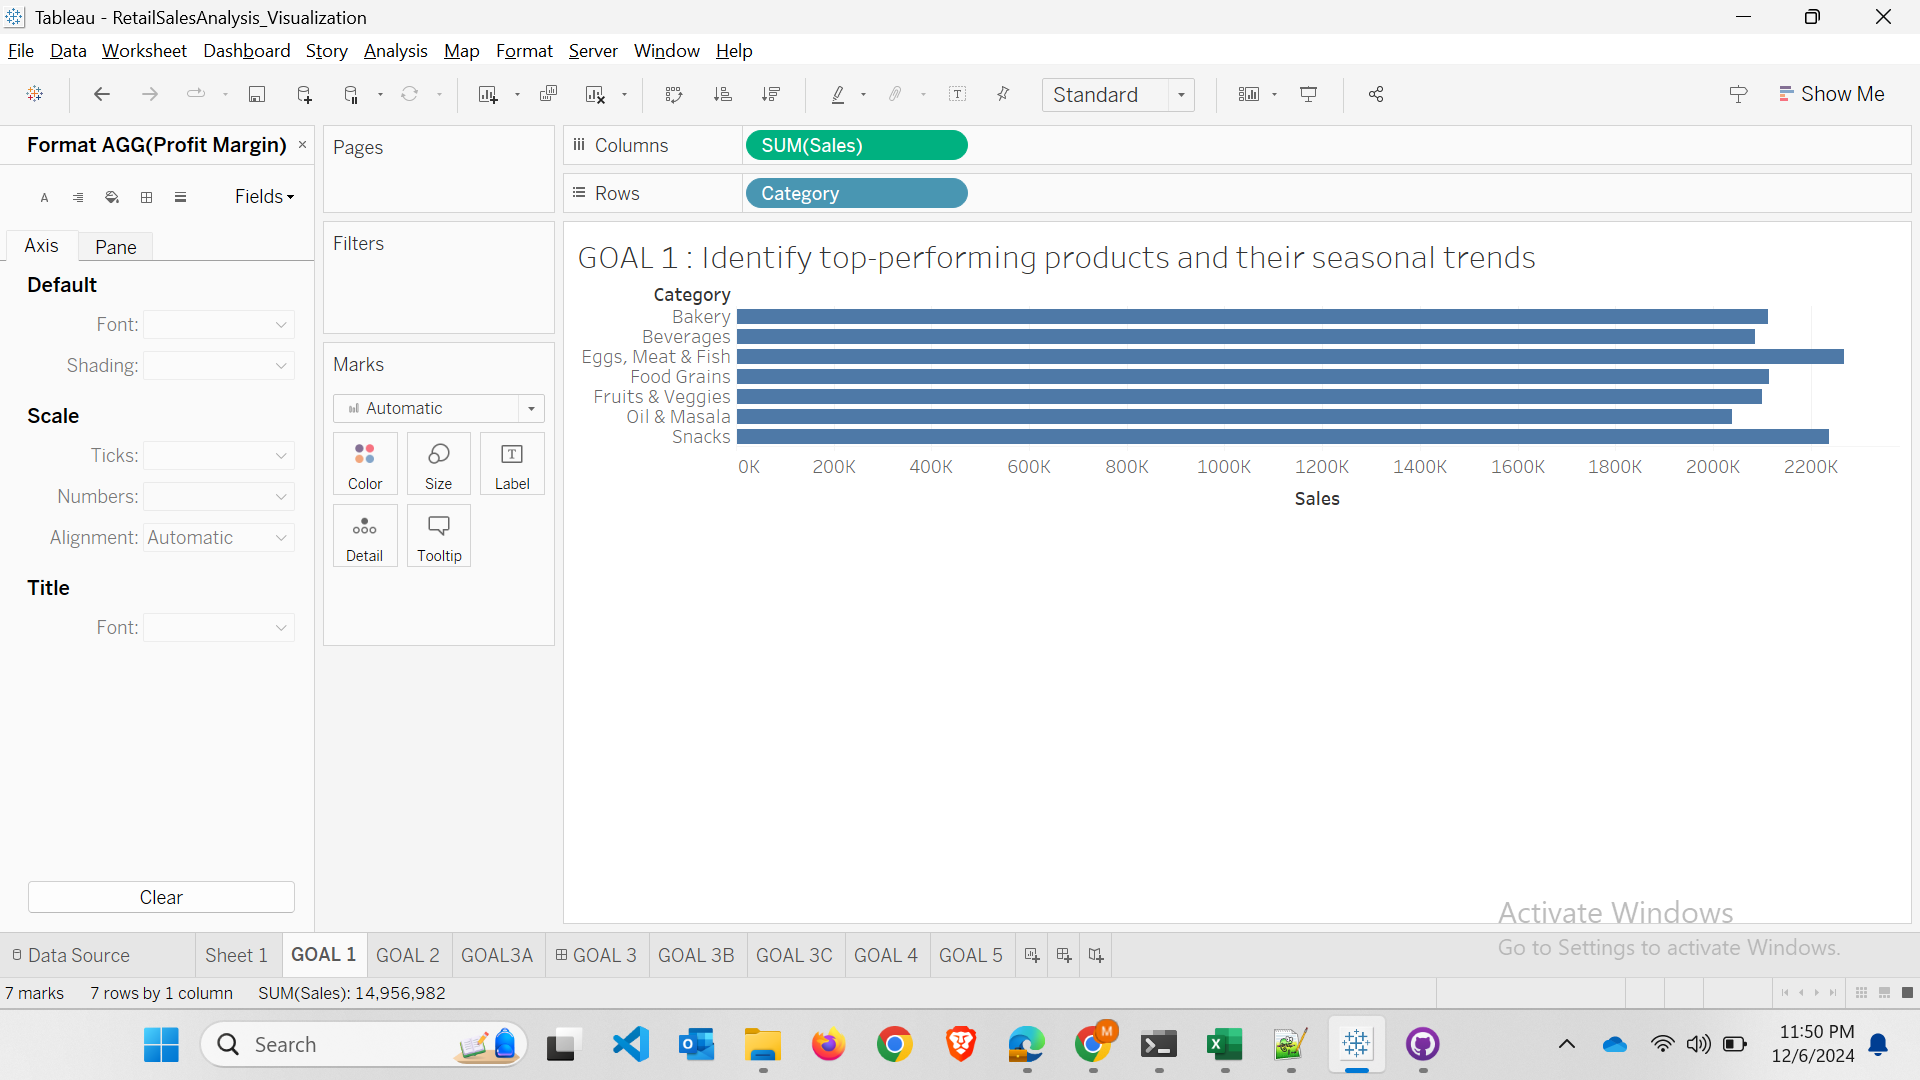 Tableau - RetailSalesAnalysis_Visualization
File Data Worksheet Dashboard Story Analysis Map Format Server Window Help
Standard
Show Me
Format AGG(Profit Margin) ×
Fields
Axis Pane
Default
Font:
Shading:
Scale
Ticks:
Numbers:
Alignment: Automatic
Title
Font:
Clear
Pages
Filters
Marks
Automatic
Color Size Label
Detail Tooltip
Columns SUM(Sales)
Rows Category
GOAL 1 : Identify top-performing products and their seasonal trends
Category
Bakery
Beverages
Eggs, Meat & Fish
Food Grains
Fruits & Veggies
Oil & Masala
Snacks
0K 200K 400K 600K 800K 1000K 1200K 1400K 1600K 1800K 2000K 2200K
Sales
Activate Windows
Go to Settings to activate Windows.
Data Source Sheet 1 GOAL 1 GOAL 2 GOAL3A GOAL 3 GOAL 3B GOAL 3C GOAL 4 GOAL 5
7 marks 7 rows by 1 column SUM(Sales): 14,956,982
Search
M
11:50 PM
12/6/2024